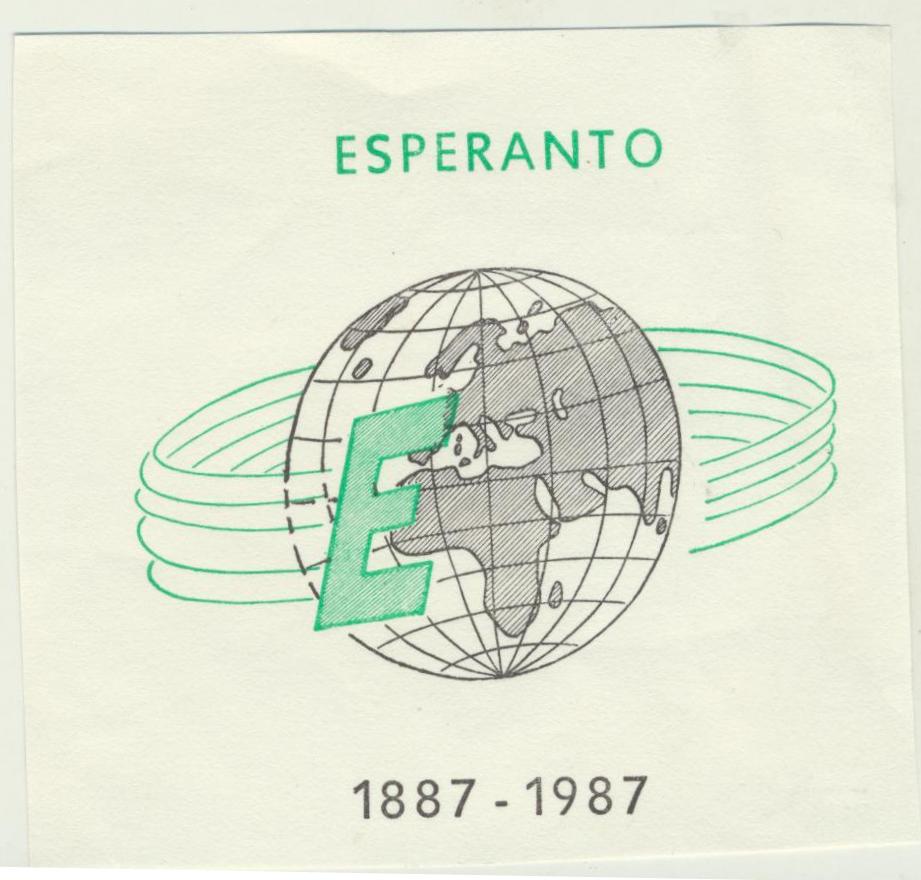 ESPERANTO
E
1887 - 1987